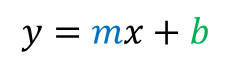 y = mx + b